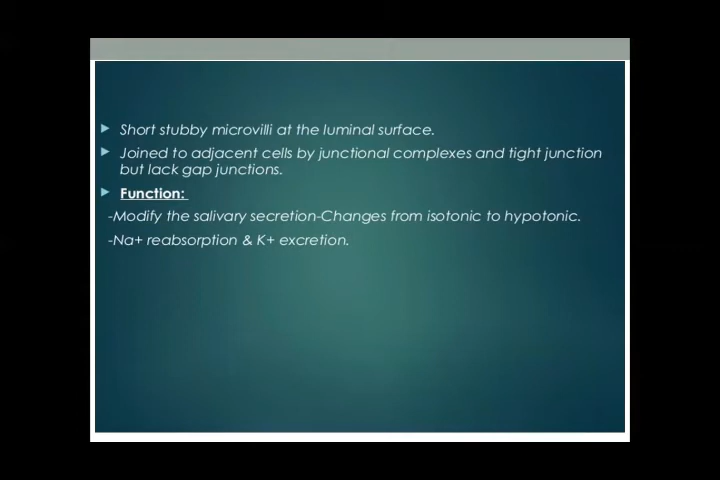 Short stubby microvilli at the luminal surface.
Joined to adjacent cells by junctional complexes and tight junction
but lack gap junctions.
Function:
-Modify the salivary secretion-Changes from isotonic to hypotonic.
-Na+ reabsorption & K+ excretion.